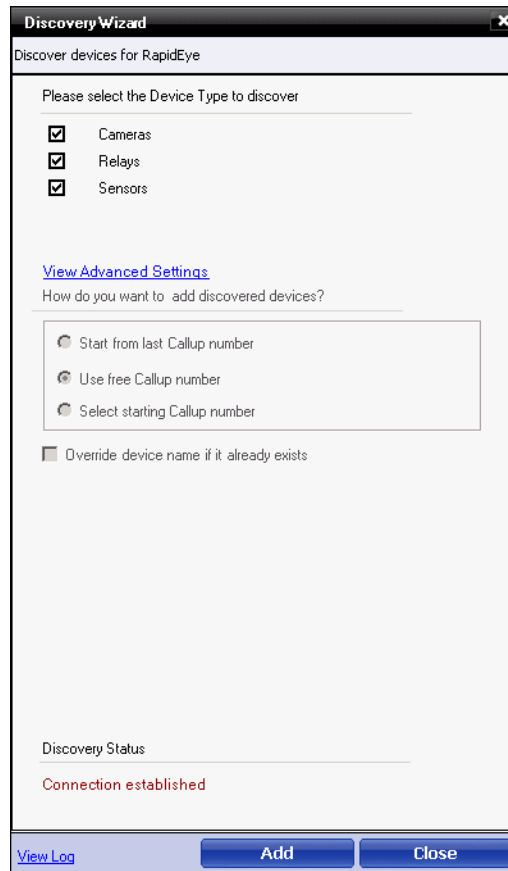 Discovery Wizard
Discover devices for RapidEye
Please select the Device Type to discover
Cameras
Relays
Sensors
View Advanced Settings
How do you want to add discovered devices?
Start from last Callup number
Use free Callup number
Select starting Callup number
Override device name if it already exists
Discovery Status
Connection established
View Log
Add
Close